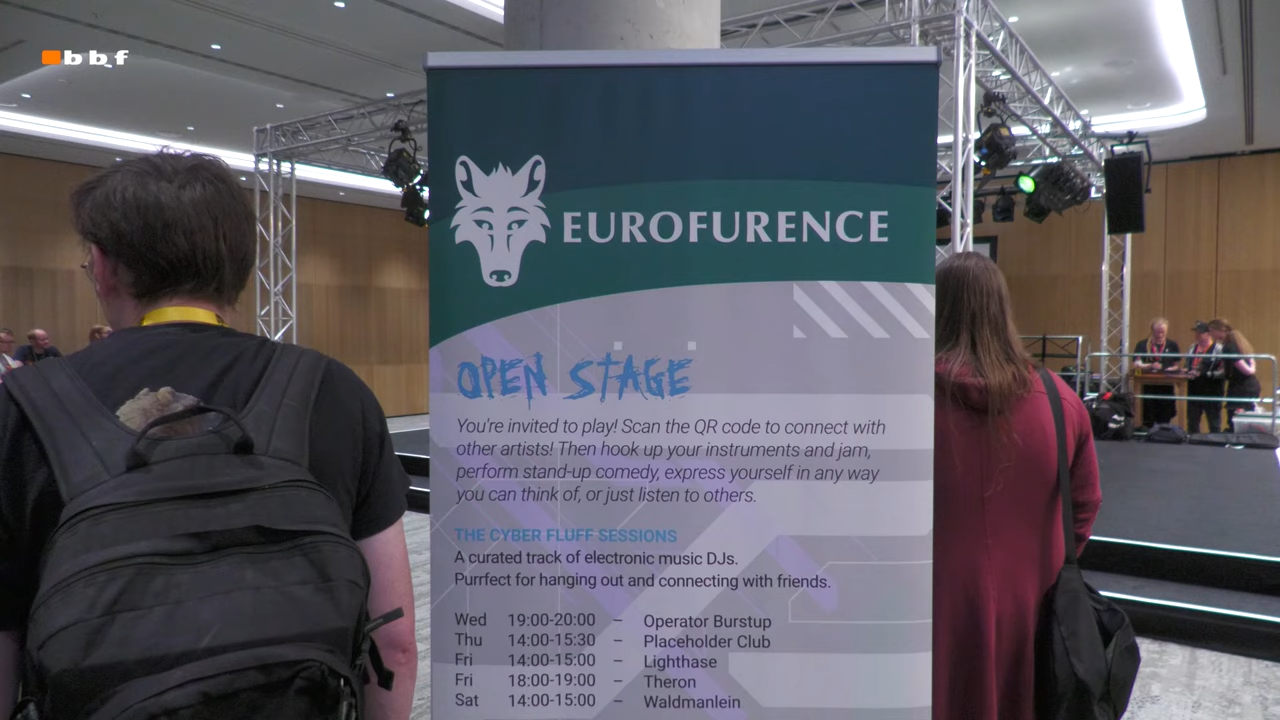 bbf
EUROFURENCE
OPEN STAGE
You're invited to play! Scan the QR code to connect with
other artists! Then hook up your instruments and jam,
perform stand-up comedy, express yourself in any way
you can think of, or just listen to others.
THE CYBER FLUFF SESSIONS
A curated track of electronic music DJs.
Purrfect for hanging out and connecting with friends.
Wed 19:00-20:00 – Operator Burstup
Thu 14:00-15:30 – Placeholder Club
Fri 14:00-15:00 – Lighthase
Fri 18:00-19:00 – Theron
Sat 14:00-15:00 – Waldmanlein